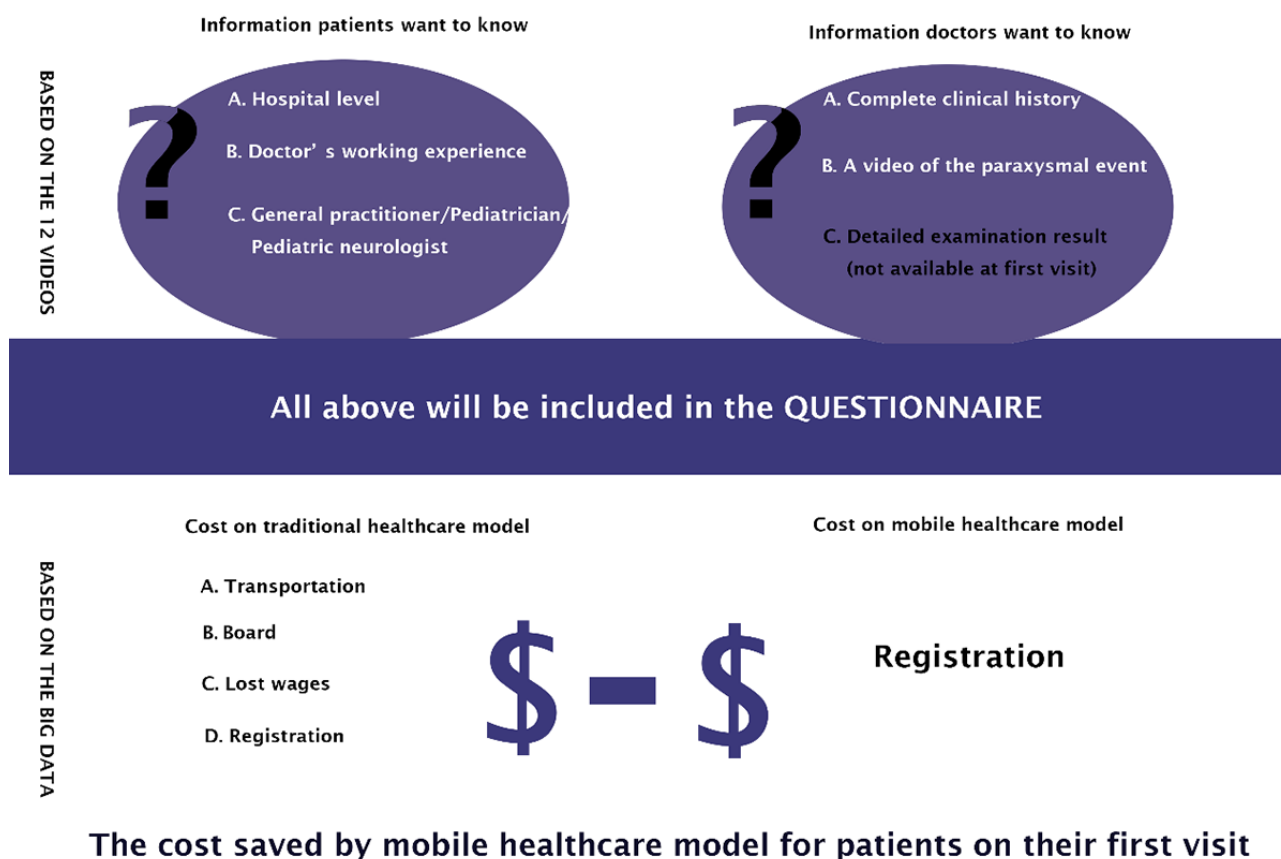 Information patients want to know
Information doctors want to know
BASED ON THE 12 VIDEOS
?
A. Hospital level
B. Doctor’s working experience
C. General practitioner/Pediatrician/
Pediatric neurologist
?
A. Complete clinical history
B. A video of the paraxysmal event
C. Detailed examination result
(not available at first visit)
All above will be included in the QUESTIONNAIRE
BASED ON THE BIG DATA
Cost on traditional healthcare model
Cost on mobile healthcare model
A. Transportation
B. Board
C. Lost wages
D. Registration
$ - $
Registration
The cost saved by mobile healthcare model for patients on their first visit